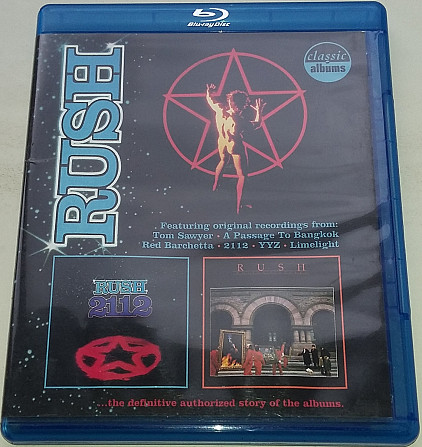 Blu-ray Disc
classic
albums
RUSH
Featuring original recordings from:
Tom Sawyer • A Passage To Bangkok
Red Barchetta • 2112 • YYZ • Limelight
RUSH
2112
RUSH
...the definitive authorized story of the albums.